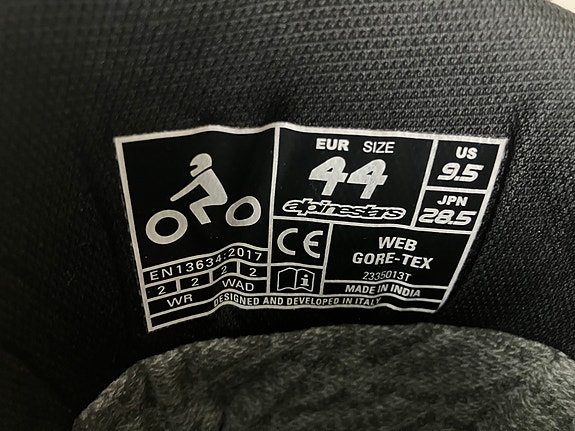 EUR SIZE
44
alpinestars
US
9.5
JPN
28.5
CE
WEB
GORE-TEX
2335013T
MADE IN INDIA
EN13634:2017
2 2 2 2
WR WAD
i
DESIGNED AND DEVELOPED IN ITALY